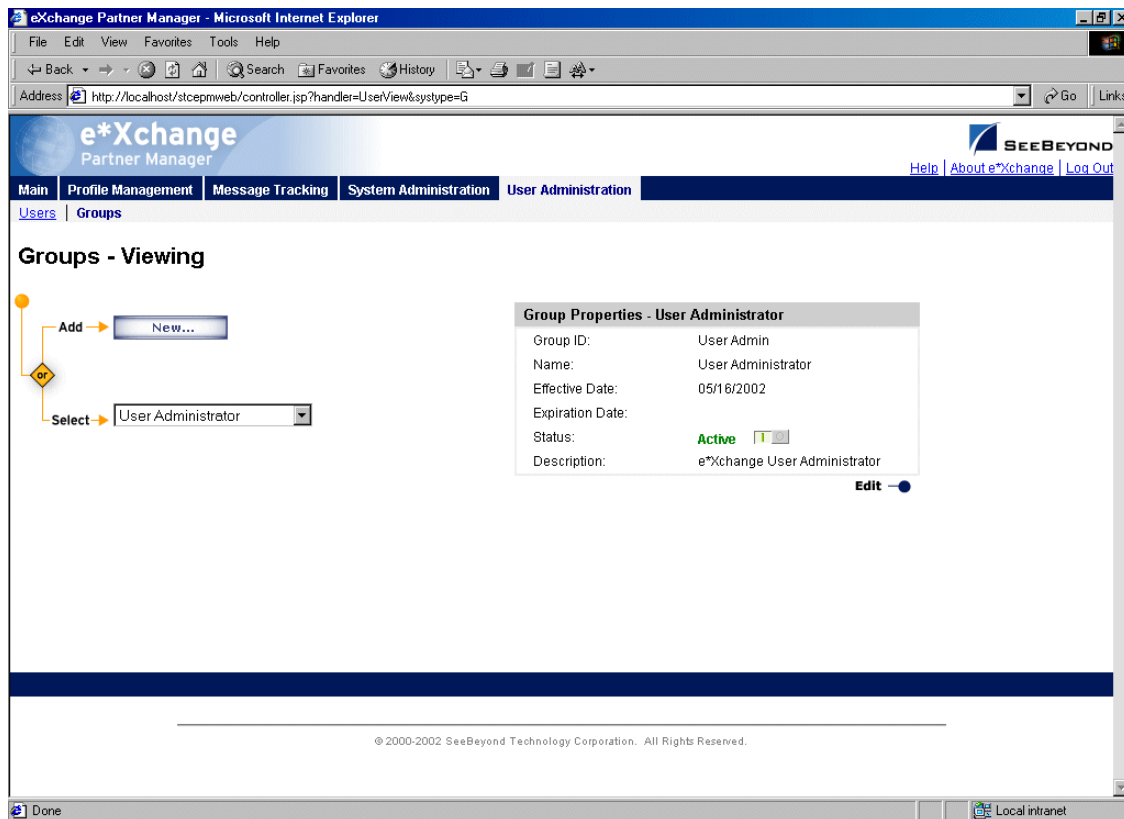 eXchange Partner Manager - Microsoft Internet Explorer
File Edit View Favorites Tools Help
Back Search Favorites History
Address http://localhost/stcepmweb/controller.jsp?handler=UserView&systype=G Go Links
e*Xchange
Partner Manager
SEEBEYOND
Help | About e*Xchange | Log Out
Main Profile Management Message Tracking System Administration User Administration
Users | Groups
Groups - Viewing
Add New...
or
Select User Administrator
Group Properties - User Administrator
Group ID: User Admin
Name: User Administrator
Effective Date: 05/16/2002
Expiration Date:
Status: Active
Description: e*Xchange User Administrator
Edit
© 2000-2002 SeeBeyond Technology Corporation. All Rights Reserved.
Done Local intranet